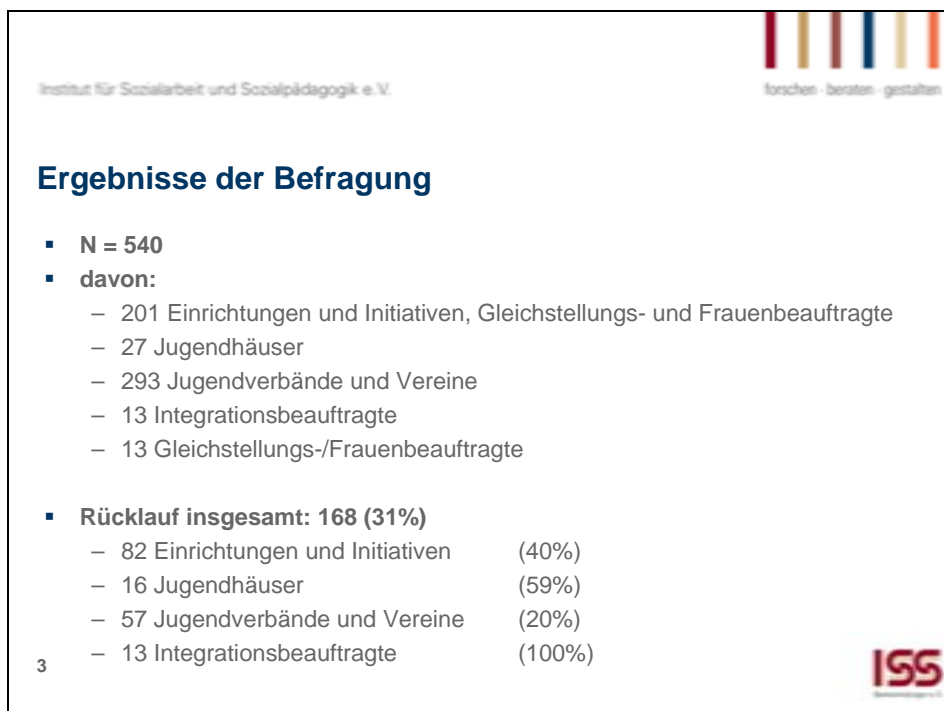 Institut für Sozialarbeit und Sozialpädagogik e.V.
forschen - beraten - gestalten
Ergebnisse der Befragung
▪ N = 540
▪ davon:
– 201 Einrichtungen und Initiativen, Gleichstellungs- und Frauenbeauftragte
– 27 Jugendhäuser
– 293 Jugendverbände und Vereine
– 13 Integrationsbeauftragte
– 13 Gleichstellungs-/Frauenbeauftragte
▪ Rücklauf insgesamt: 168 (31%)
– 82 Einrichtungen und Initiativen (40%)
– 16 Jugendhäuser (59%)
– 57 Jugendverbände und Vereine (20%)
– 13 Integrationsbeauftragte (100%)
3
ISS